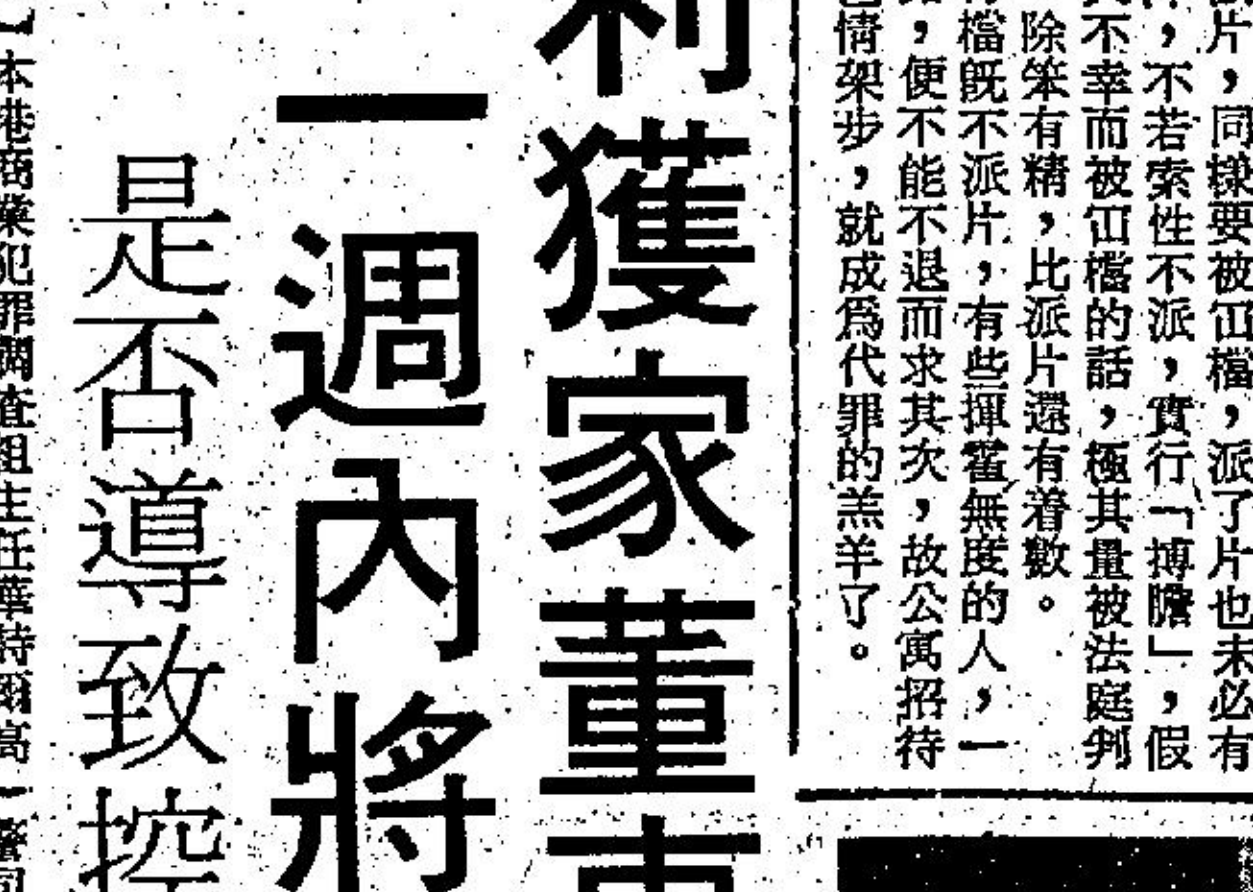 片，同樣要被冚檔，派了片也未必有
，不若索性不派，實行「搏膽」，假
不幸而被冚檔的話，極其量被法庭判
除笨有精，比派片還有着數。
檔既不派片，有些揮霍無度的人，一
，便不能不退而求其次，故公寓招待
情架步，就成爲代罪的羔羊了。
利獲家董事
一週內將
是否導致控
本港商業犯罪調查組主任華特爾高